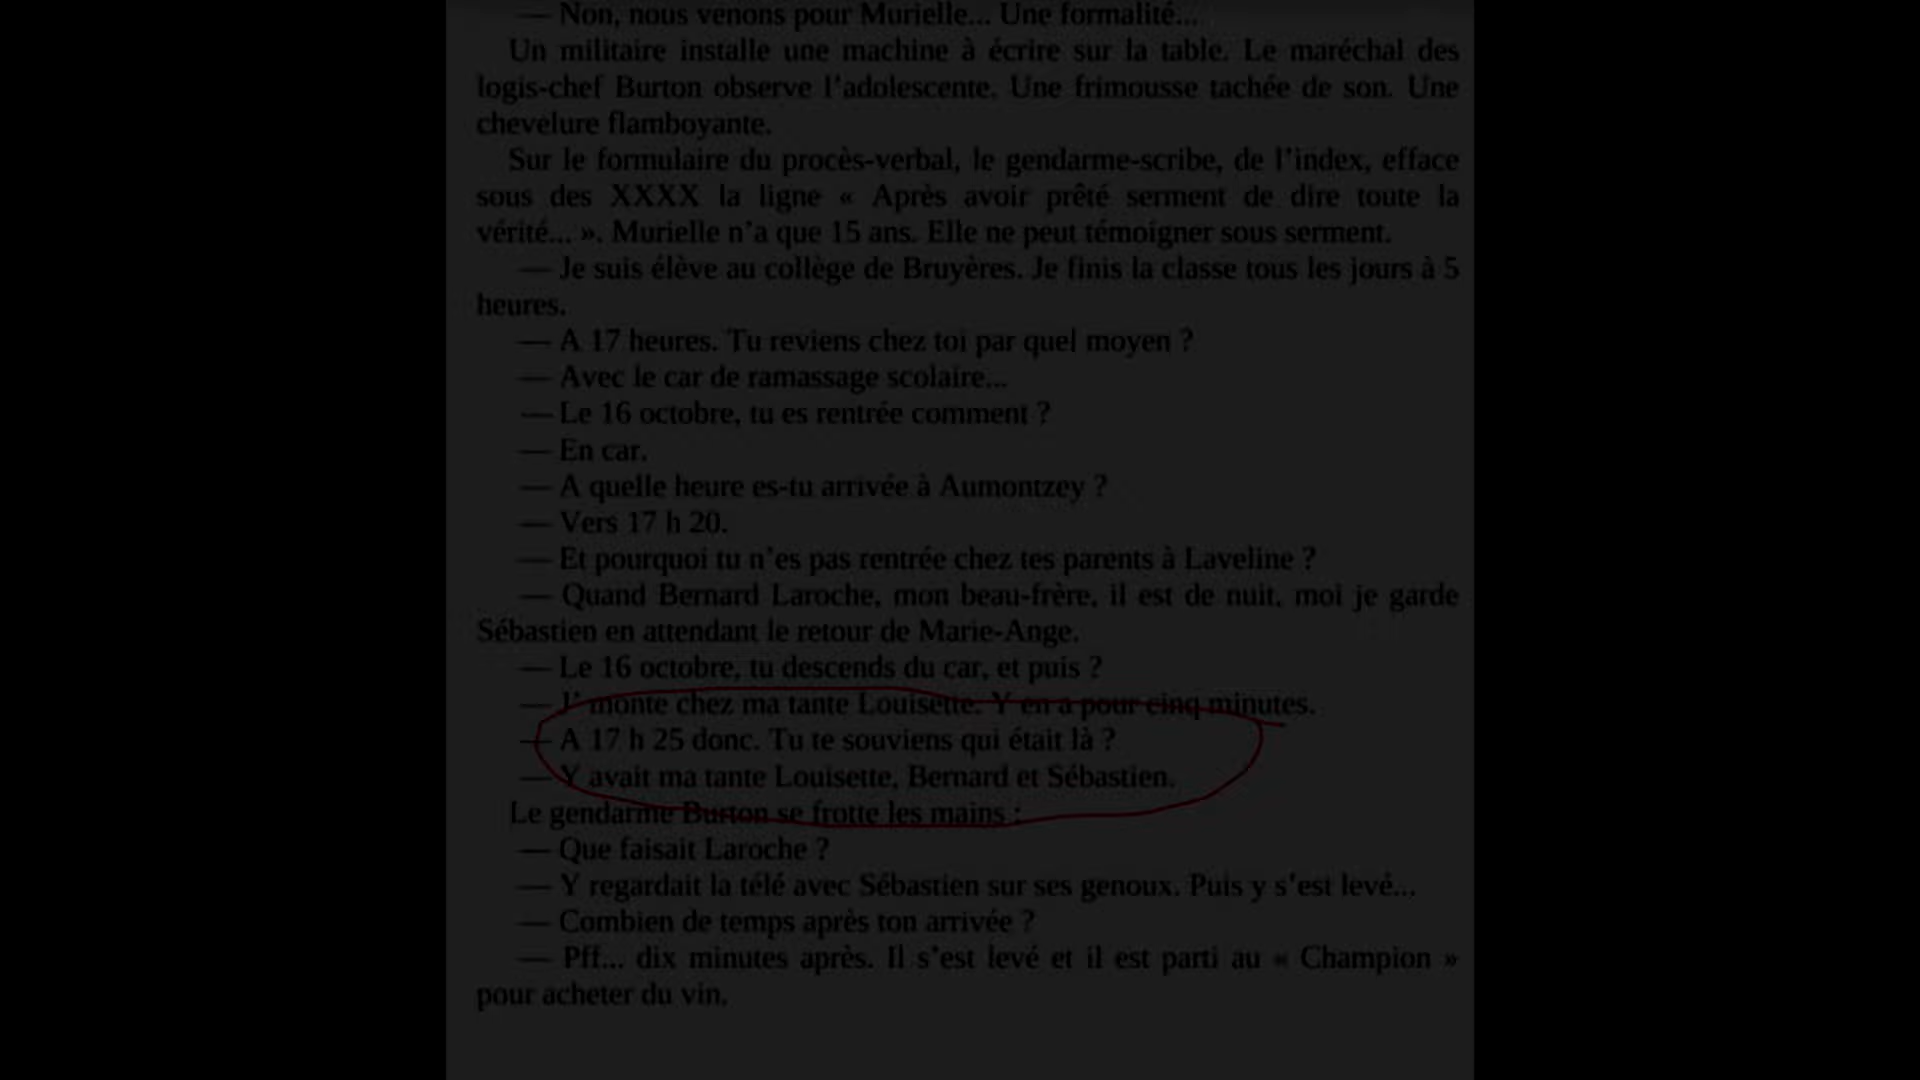 — Non, nous venons pour Murielle... Une formalité...
Un militaire installe une machine à écrire sur la table. Le maréchal des
logis-chef Burton observe l’adolescente. Une frimousse tachée de son. Une
chevelure flamboyante.
Sur le formulaire du procès-verbal, le gendarme-scribe, de l’index, efface
sous des XXXX la ligne « Après avoir prêté serment de dire toute la
vérité... ». Murielle n’a que 15 ans. Elle ne peut témoigner sous serment.
— Je suis élève au collège de Bruyères. Je finis la classe tous les jours à 5
heures.
— A 17 heures. Tu reviens chez toi par quel moyen ?
— Avec le car de ramassage scolaire...
— Le 16 octobre, tu es rentrée comment ?
— En car.
— A quelle heure es-tu arrivée à Aumontzey ?
— Vers 17 h 20.
— Et pourquoi tu n’es pas rentrée chez tes parents à Laveline ?
— Quand Bernard Laroche, mon beau-frère, il est de nuit, moi je garde
Sébastien en attendant le retour de Marie-Ange.
— Le 16 octobre, tu descends du car, et puis ?
— J’ monte chez ma tante Louisette. Y en a pour cinq minutes.
— A 17 h 25 donc. Tu te souviens qui était là ?
— Y avait ma tante Louisette, Bernard et Sébastien.
Le gendarme Burton se frotte les mains :
— Que faisait Laroche ?
— Y regardait la télé avec Sébastien sur ses genoux. Puis y s’est levé...
— Combien de temps après ton arrivée ?
— Pff... dix minutes après. Il s’est levé et il est parti au « Champion »
pour acheter du vin.